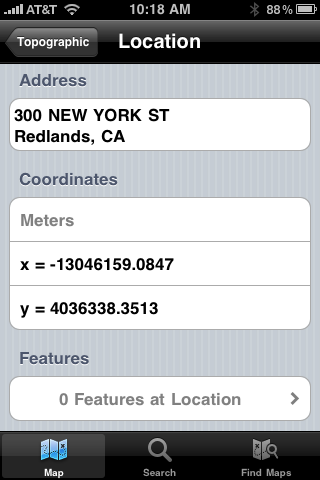 AT&T 10:18 AM 88%
Topographic Location
Address
300 NEW YORK ST
Redlands, CA
Coordinates
Meters
x = -13046159.0847
y = 4036338.3513
Features
0 Features at Location
Map Search Find Maps